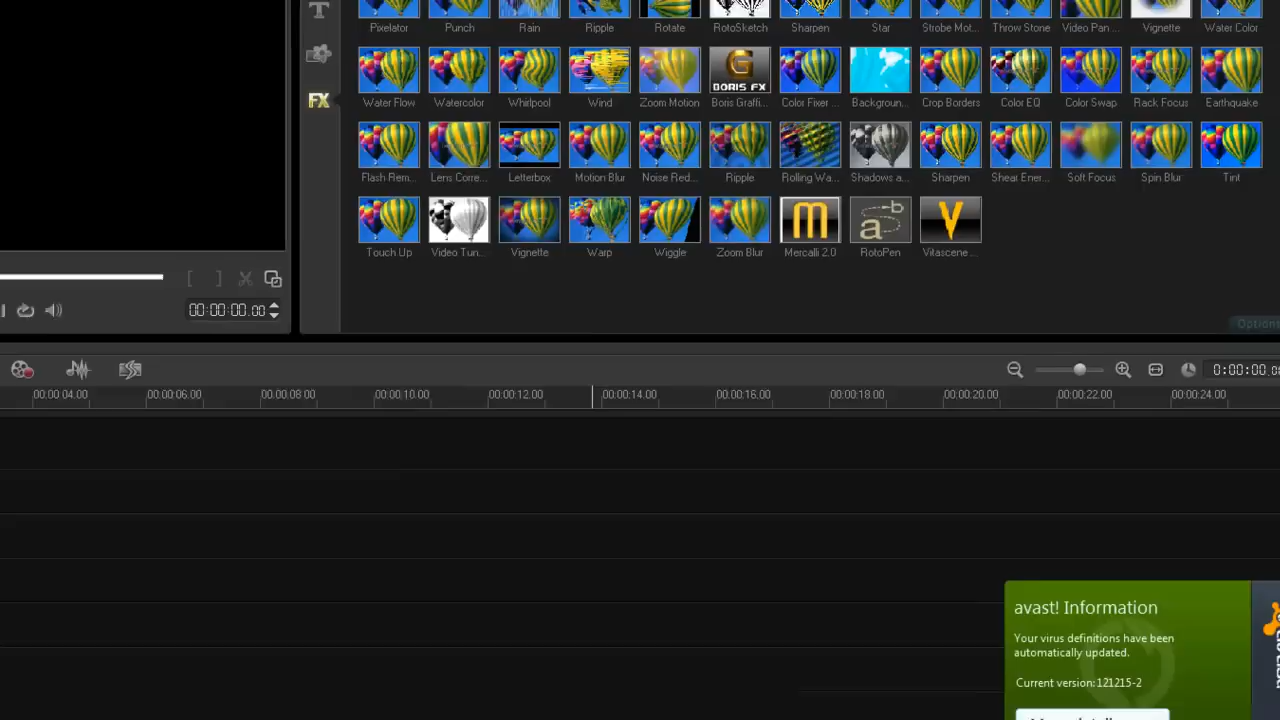 T
Pixelator Punch Rain Ripple Rotate RotoSketch Sharpen Star Strobe Mot... Throw Stone Video Pan ... Vignette Water Color
G
BORIS FX
FX
Water Flow Watercolor Whirlpool Wind Zoom Motion Boris Graffi... Color Fixer ... Backgroun... Crop Borders Color EQ Color Swap Rack Focus Earthquake
Flash Rem... Lens Corre... Letterbox Motion Blur Noise Red... Ripple Rolling Wa... Shadows a... Sharpen Shear Ener... Soft Focus Spin Blur Tint
m a b V
Touch Up Video Tun... Vignette Warp Wiggle Zoom Blur Mercalli 2.0 RotoPen Vitascene ...
[ ]
00:00:00.00
Option
0:00:00.0
00:00:04.00 00:00:06.00 00:00:08.00 00:00:10.00 00:00:12.00 00:00:14.00 00:00:16.00 00:00:18.00 00:00:20.00 00:00:22.00 00:00:24.00
avast! Information
Your virus definitions have been
automatically updated.
Current version:121215-2